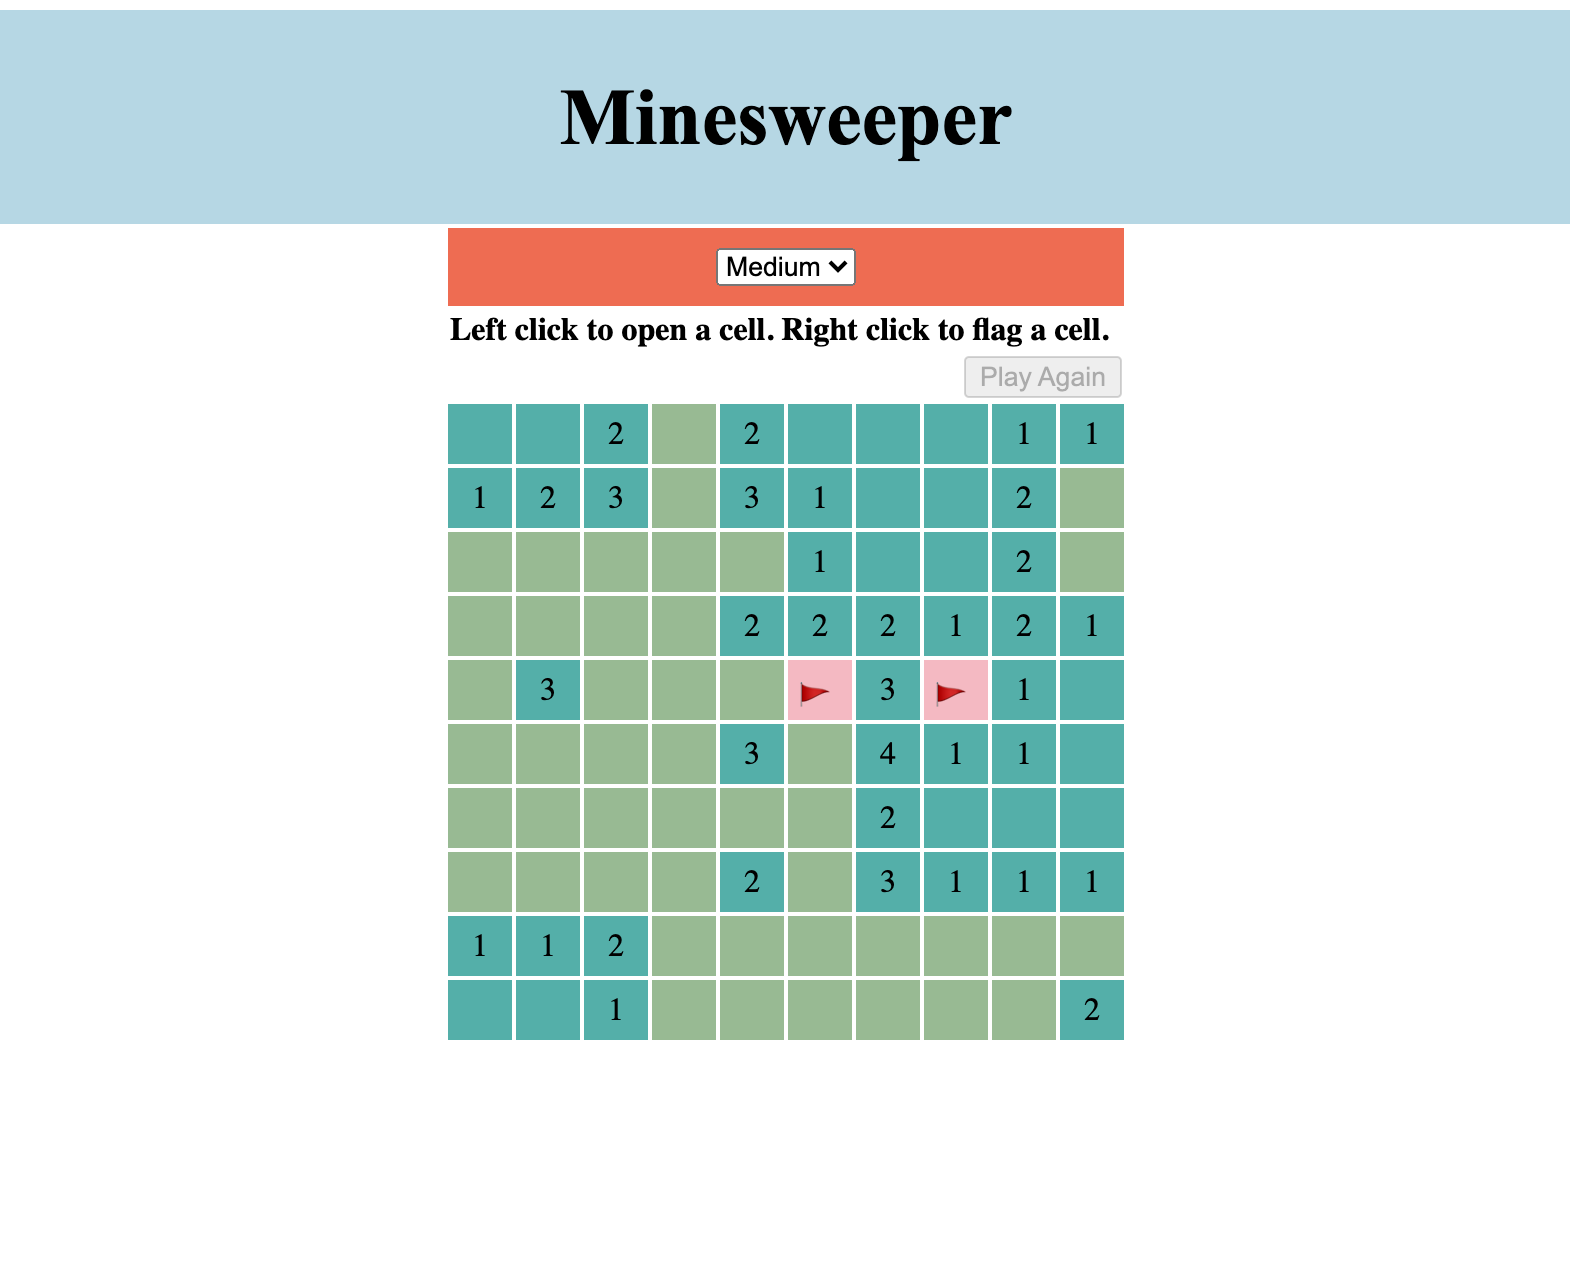 Minesweeper
Medium
Left click to open a cell. Right click to flag a cell.
Play Again
2 2 1 1
1 2 3 3 1 2
1 2
2 2 2 1 2 1
3 3 1
3 4 1 1
2
2 3 1 1 1
1 1 2
1 2